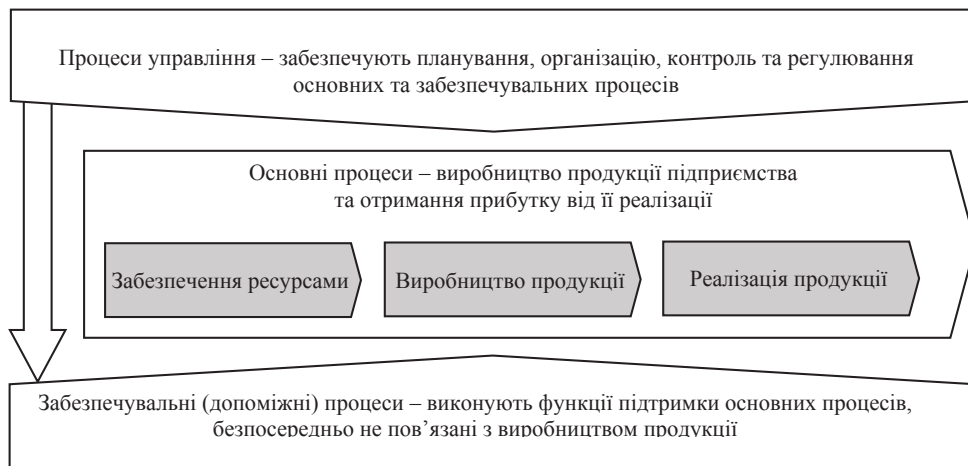 Процеси управління – забезпечують планування, організацію, контроль та регулювання
основних та забезпечувальних процесів
Основні процеси – виробництво продукції підприємства
та отримання прибутку від її реалізації
Забезпечення ресурсами
Виробництво продукції
Реалізація продукції
Забезпечувальні (допоміжні) процеси – виконують функції підтримки основних процесів,
безпосередньо не пов’язані з виробництвом продукції